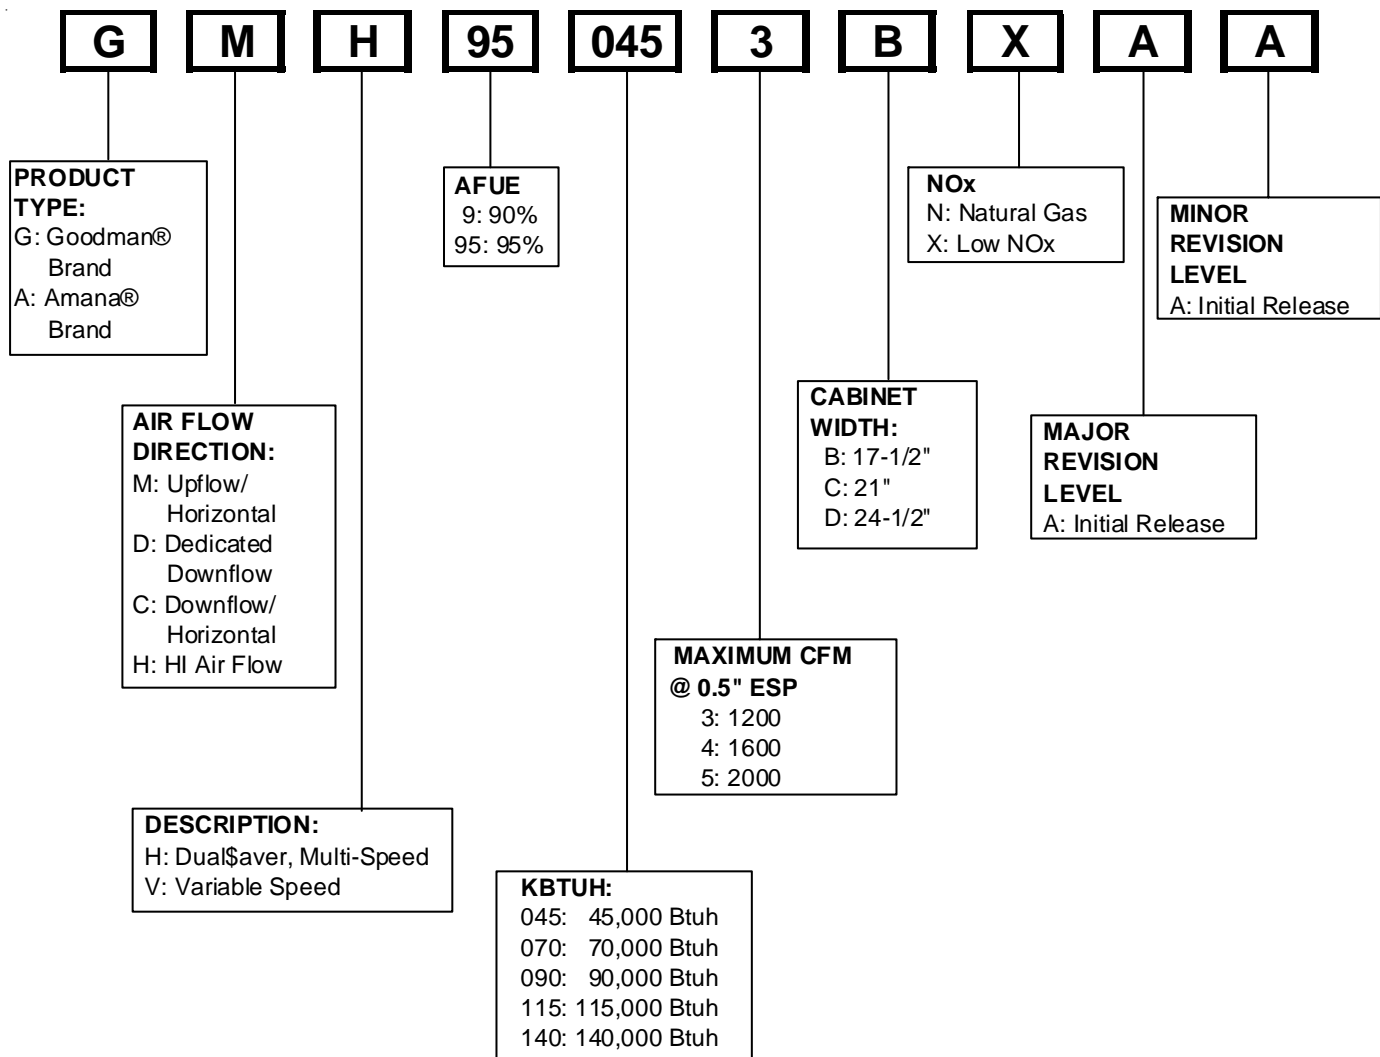 G M H 95 045 3 B X A A
PRODUCT
TYPE:
G: Goodman®
Brand
A: Amana®
Brand
AIR FLOW
DIRECTION:
M: Upflow/
Horizontal
D: Dedicated
Downflow
C: Downflow/
Horizontal
H: HI Air Flow
DESCRIPTION:
H: Dual$aver, Multi-Speed
V: Variable Speed
AFUE
9: 90%
95: 95%
KBTUH:
045: 45,000 Btuh
070: 70,000 Btuh
090: 90,000 Btuh
115: 115,000 Btuh
140: 140,000 Btuh
MAXIMUM CFM
@ 0.5" ESP
3: 1200
4: 1600
5: 2000
CABINET
WIDTH:
B: 17-1/2"
C: 21"
D: 24-1/2"
NOx
N: Natural Gas
X: Low NOx
MAJOR
REVISION
LEVEL
A: Initial Release
MINOR
REVISION
LEVEL
A: Initial Release